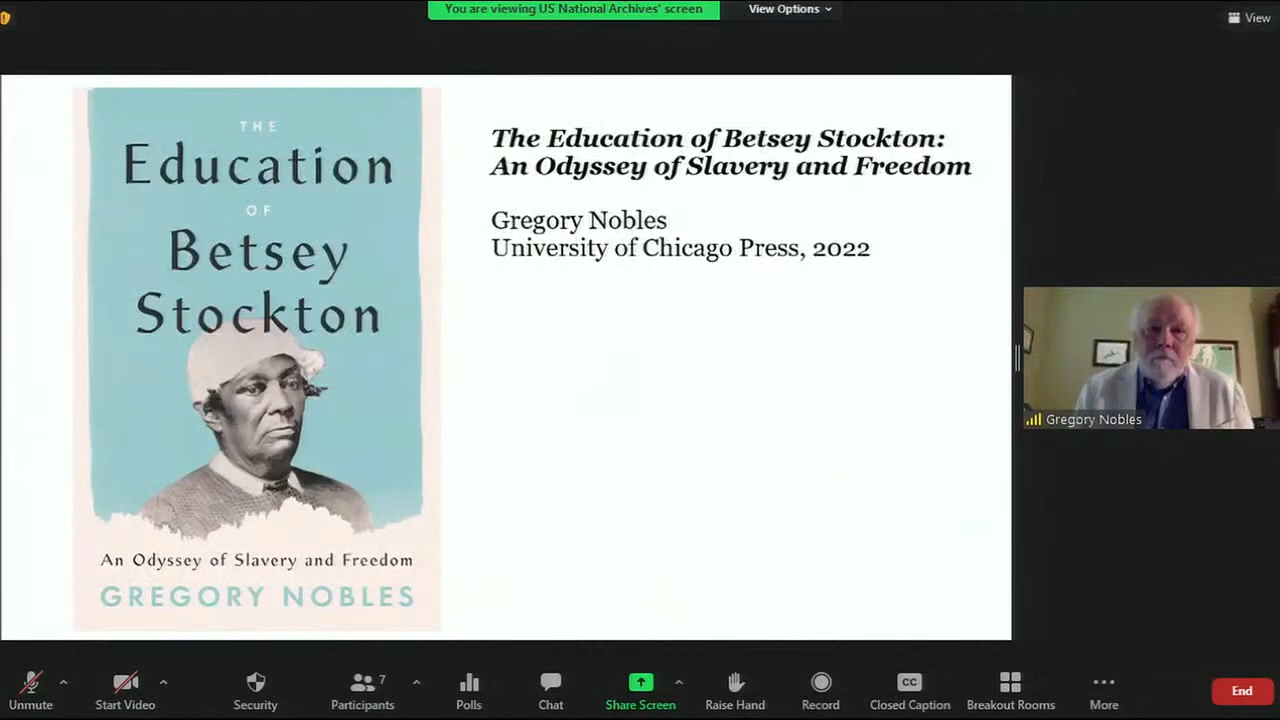 You are viewing US National Archives' screen
View Options
View
THE
Education
OF
Betsey
Stockton
An Odyssey of Slavery and Freedom
GREGORY NOBLES
The Education of Betsey Stockton:
An Odyssey of Slavery and Freedom
Gregory Nobles
University of Chicago Press, 2022
Gregory Nobles
Unmute
Start Video
Security
7
Participants
Polls
Chat
Share Screen
Raise Hand
Record
CC
Closed Caption
Breakout Rooms
More
End